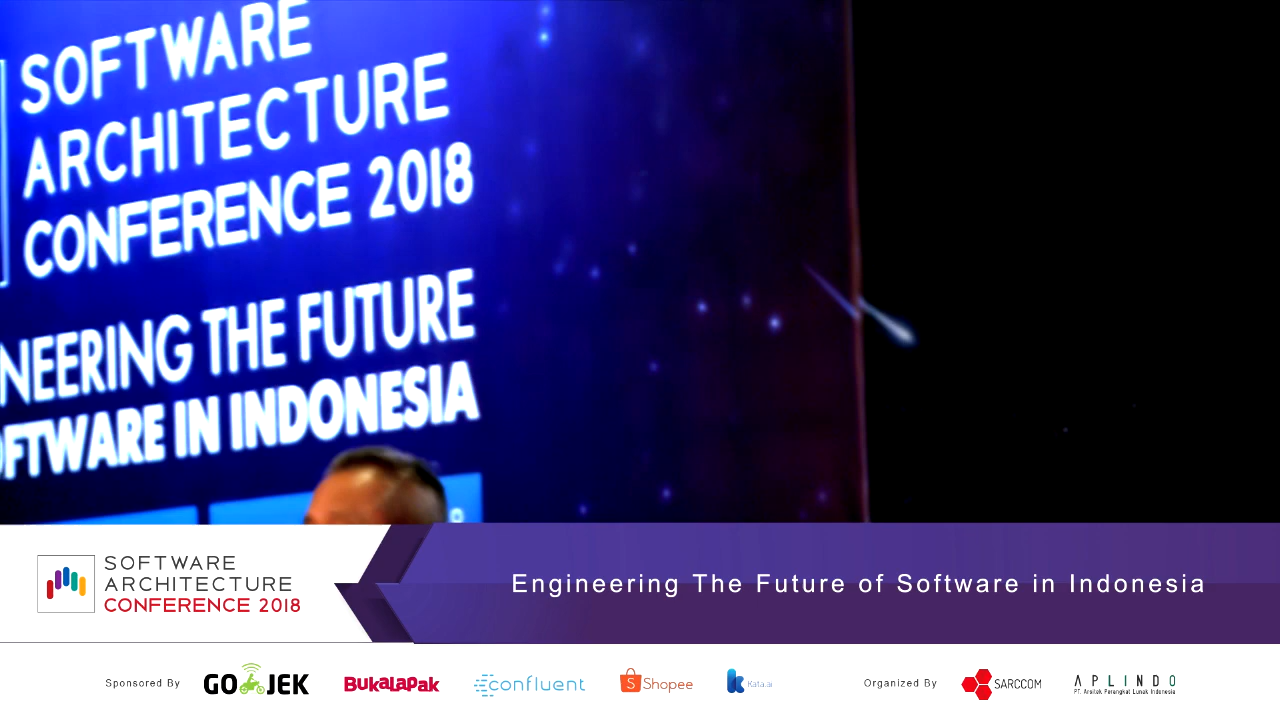 SOFTWARE
ARCHITECTURE
CONFERENCE 2018
NEERING THE FUTURE
OFTWARE IN INDONESIA
SOFTWARE
ARCHITECTURE
CONFERENCE 2018
Engineering The Future of Software in Indonesia
Sponsored By
GOJEK
BUKALAPAK
confluent
S Shopee
Kata.ai
Organized By
SARCCOM
APLINDO
PT. Arsitek Perangkat Lunak Indonesia